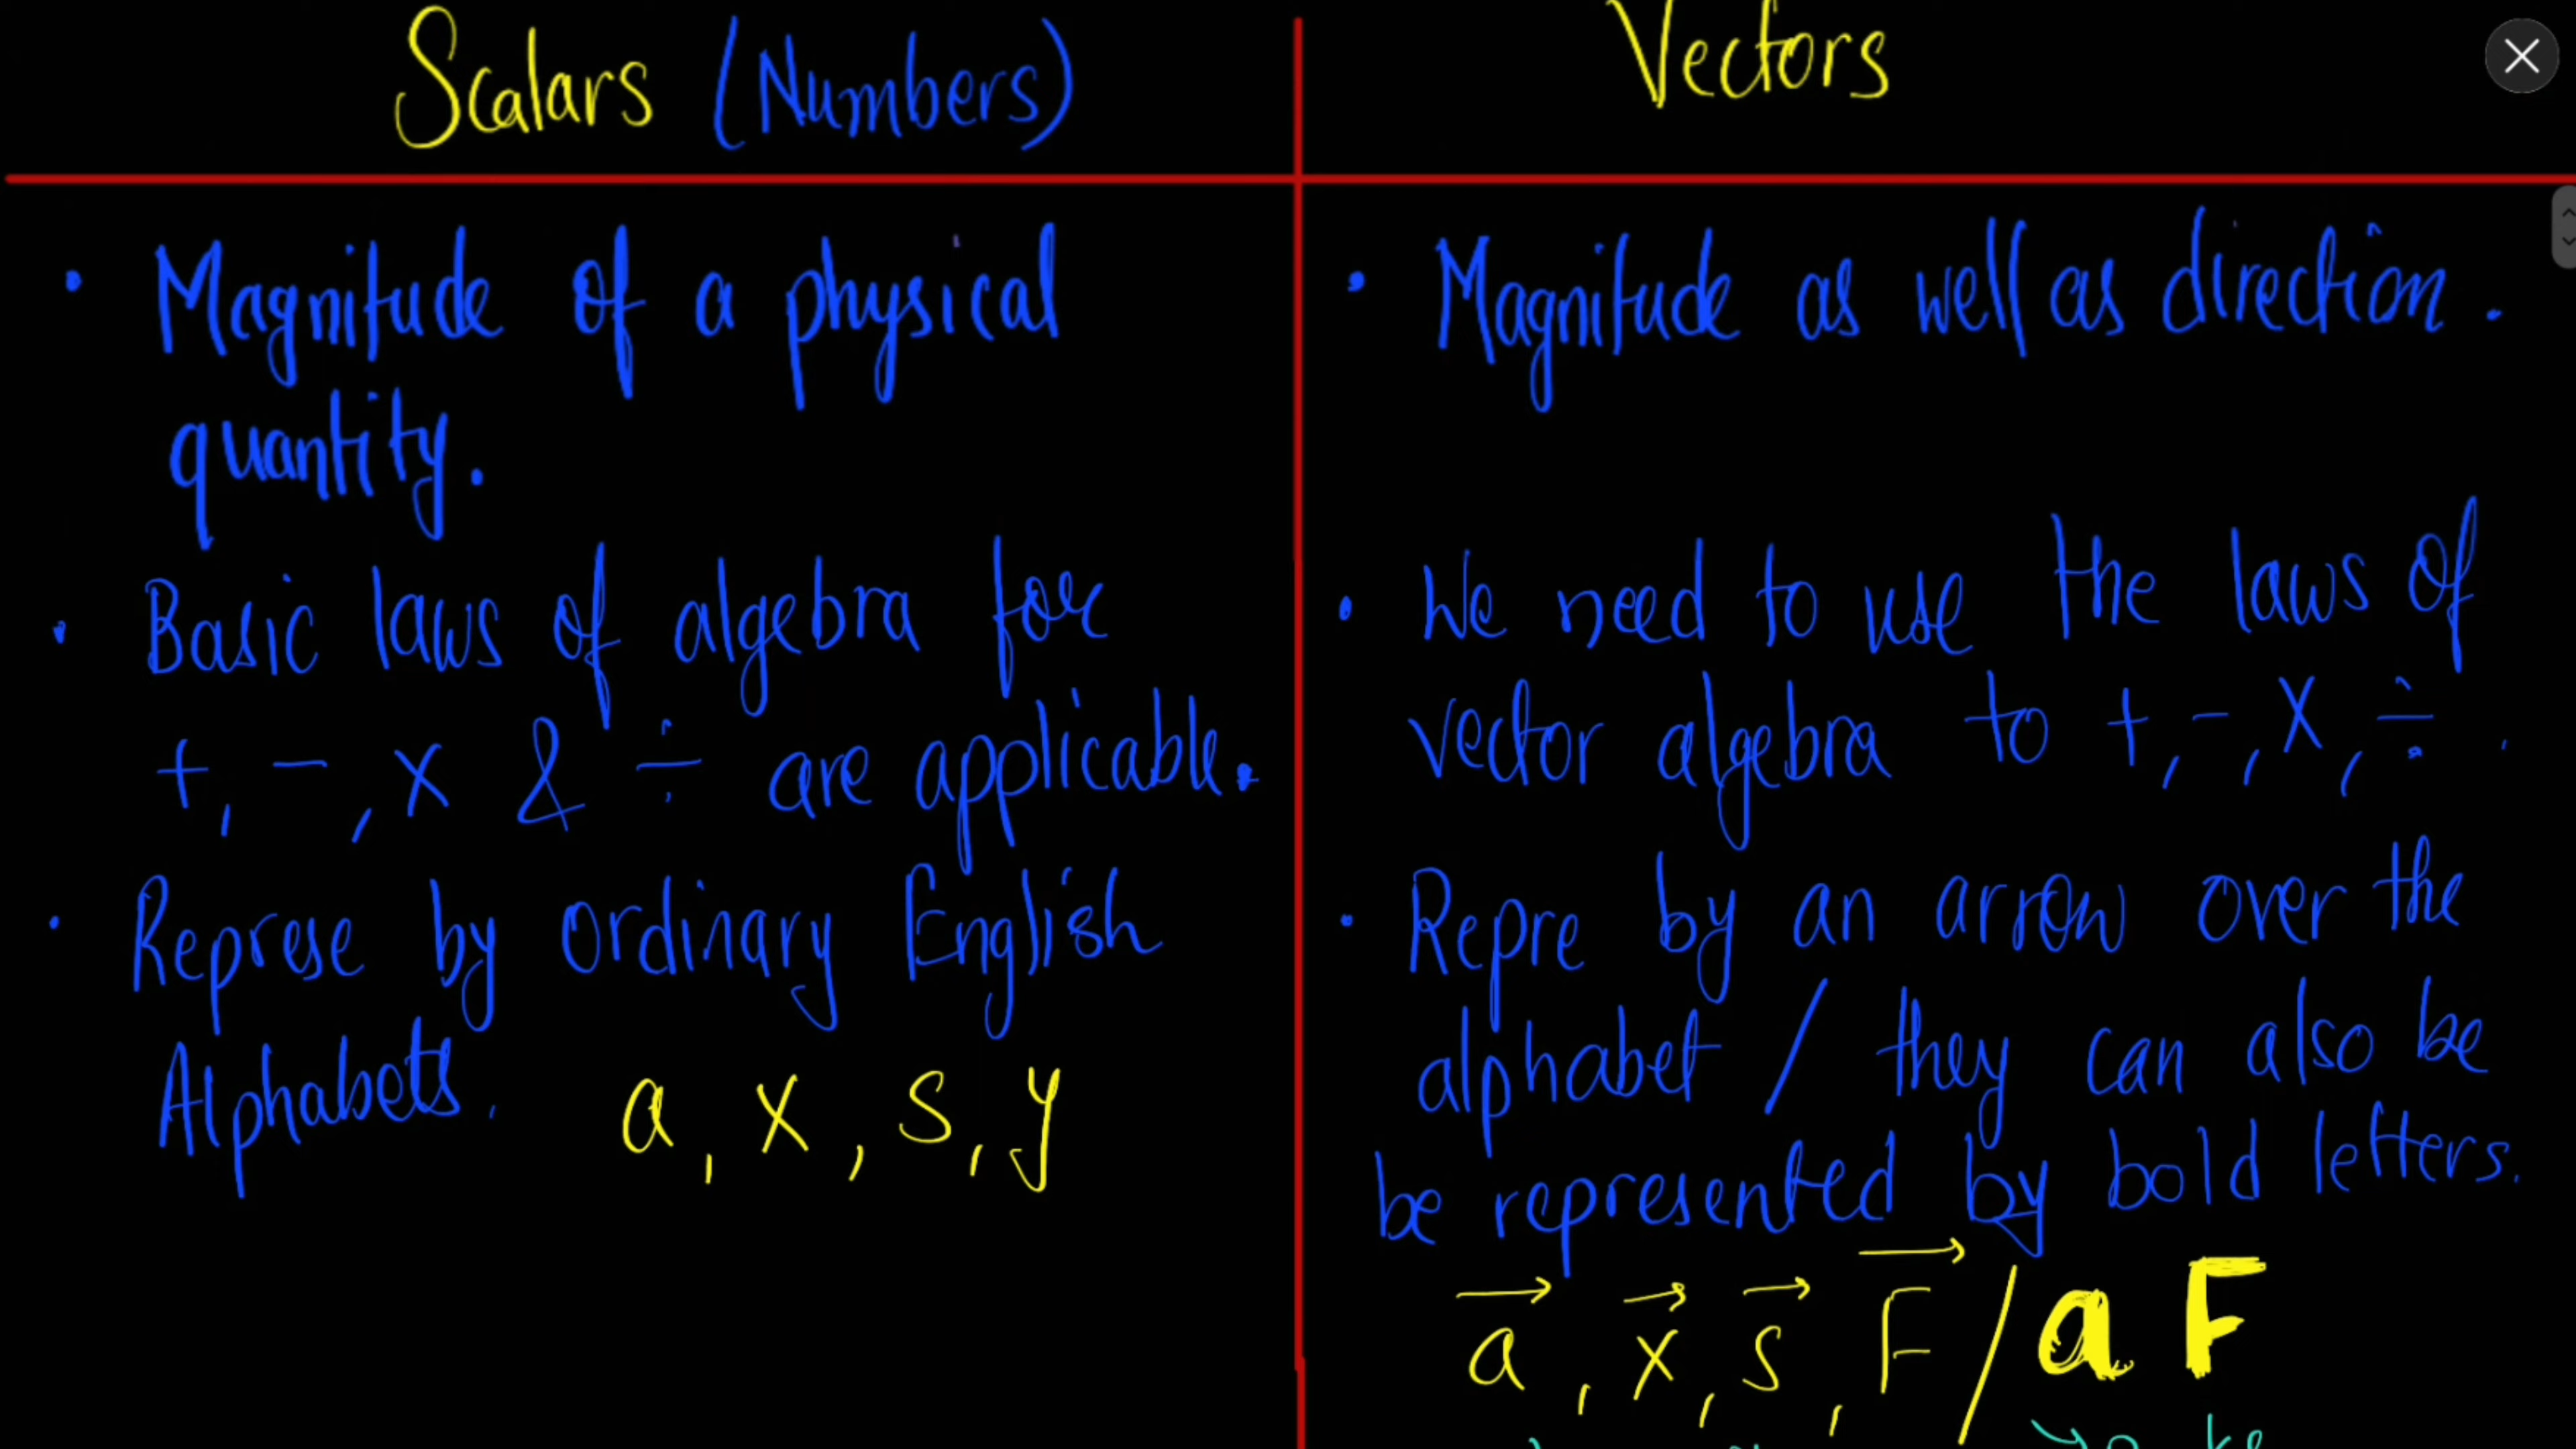 Scalars (Numbers)
• Magnitude of a physical
quantity.
• Basic laws of algebra for
+, -, x & ÷ are applicable.
• Represe by ordinary English
Alphabets. a, x, s, y
Vectors
• Magnitude as well as direction.
• We need to use the laws of
vector algebra to +, -, x, ÷.
• Repre by an arrow over the
alphabet / they can also be
be represented by bold letters.
a⃗, x⃗, s⃗, F⃗ / a F